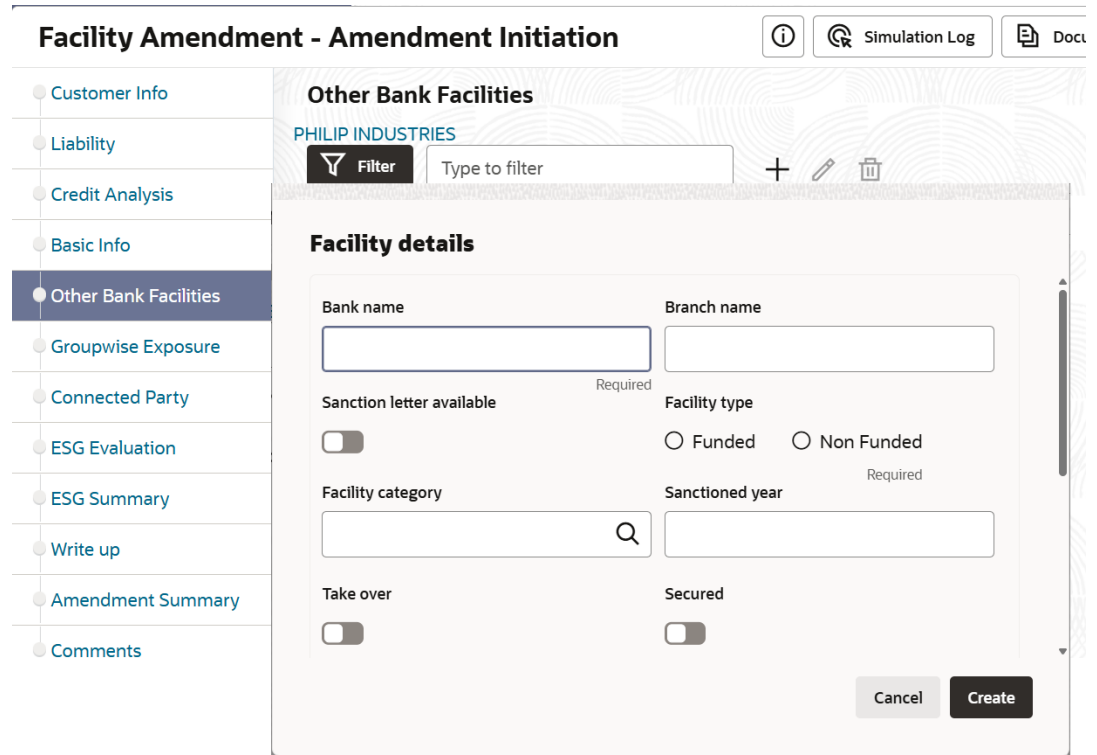 Facility Amendment - Amendment Initiation
Simulation Log
Docu
Customer Info
Liability
Credit Analysis
Basic Info
Other Bank Facilities
Groupwise Exposure
Connected Party
ESG Evaluation
ESG Summary
Write up
Amendment Summary
Comments
Other Bank Facilities
PHILIP INDUSTRIES
Filter
Type to filter
Facility details
Bank name
Branch name
Required
Sanction letter available
Facility type
Funded
Non Funded
Required
Facility category
Sanctioned year
Take over
Secured
Cancel
Create